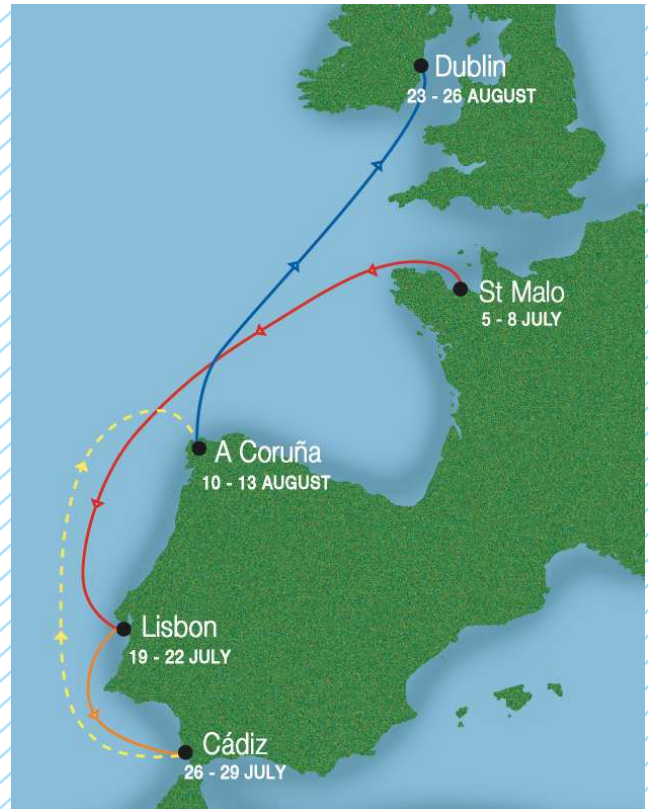 Dublin
23 - 26 AUGUST
St Malo
5 - 8 JULY
A Coruña
10 - 13 AUGUST
Lisbon
19 - 22 JULY
Cádiz
26 - 29 JULY